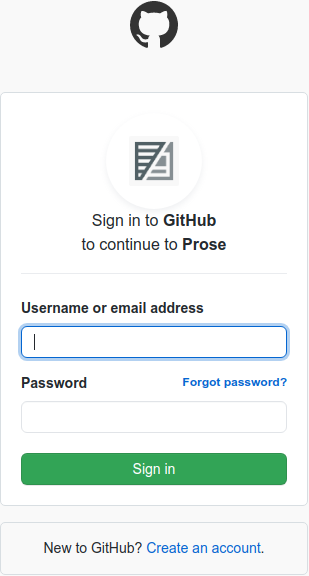 Sign in to GitHub
to continue to Prose
Username or email address
Password Forgot password?
Sign in
New to GitHub? Create an account.